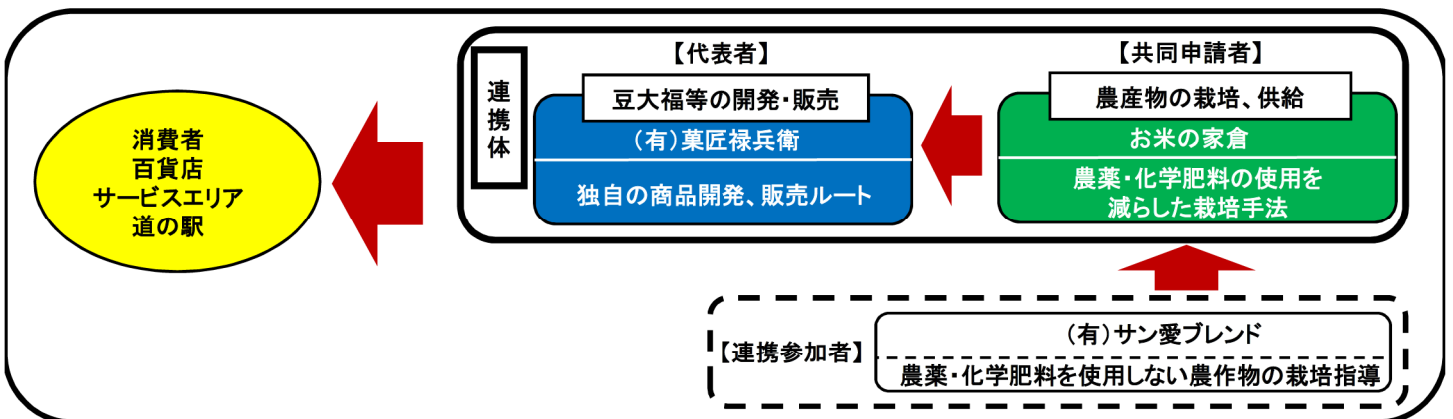 消費者
百貨店
サービスエリア
道の駅
連携体
【代表者】
豆大福等の開発・販売
(有)菓匠禄兵衛
独自の商品開発、販売ルート
【共同申請者】
農産物の栽培、供給
お米の家倉
農薬・化学肥料の使用を
減らした栽培手法
【連携参加者】
(有)サン愛ブレンド
農薬・化学肥料を使用しない農作物の栽培指導